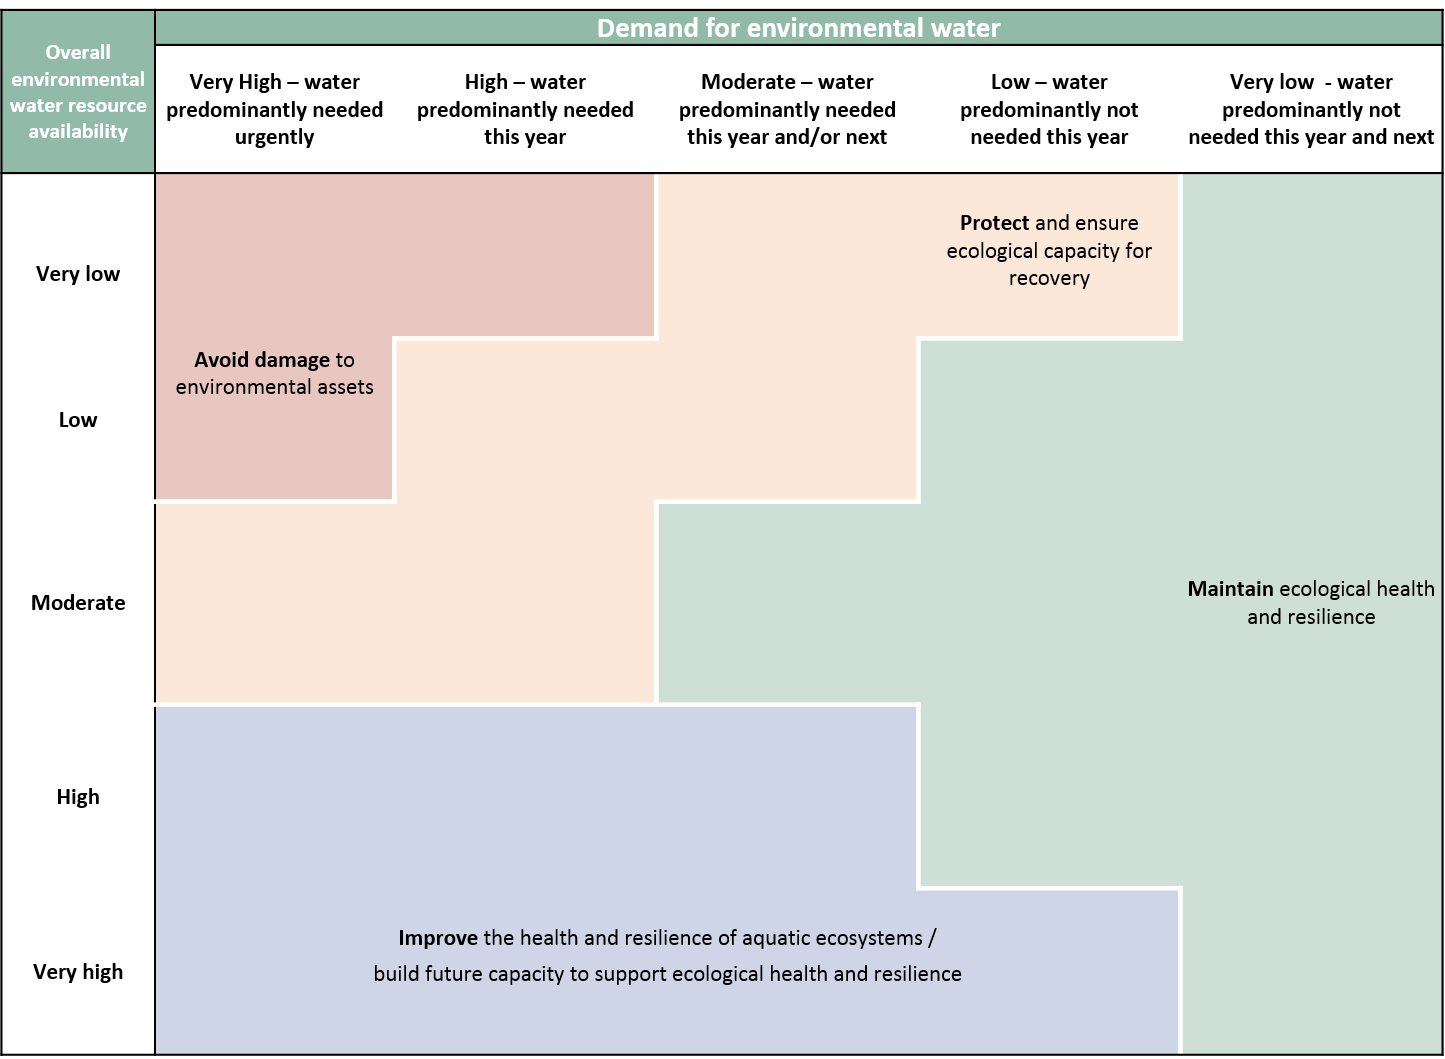 Overall
environmental
water resource
availability
Demand for environmental water
Very High – water
predominantly needed
urgently
High – water
predominantly needed
this year
Moderate – water
predominantly needed
this year and/or next
Low – water
predominantly not
needed this year
Very low  - water
predominantly not
needed this year and next
Very low
Protect and ensure
ecological capacity for
recovery
Avoid damage to
environmental assets
Low
Moderate
Maintain ecological health
and resilience
High
Improve the health and resilience of aquatic ecosystems /
build future capacity to support ecological health and resilience
Very high